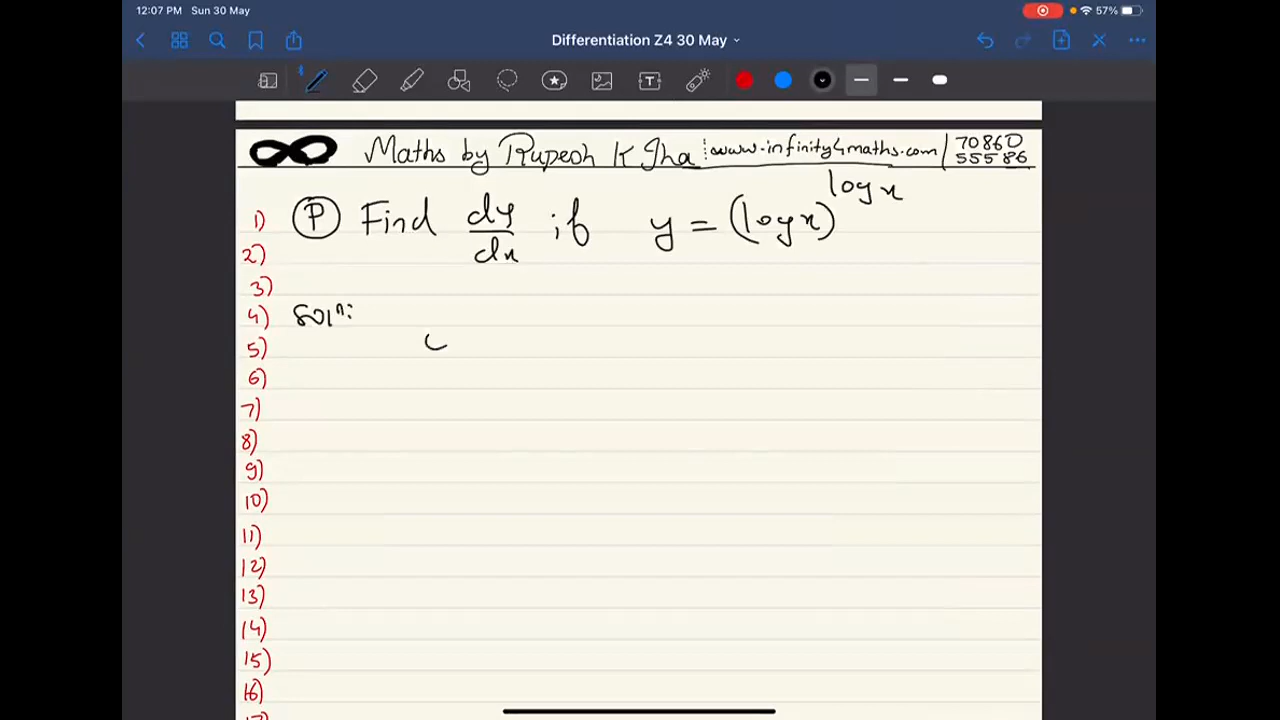 12:07 PM Sun 30 May 57%
Differentiation Z4 30 May
Maths by Rupesh K Jha www.infinity4maths.com / 70860 55586
1) (P) Find dy/dx ; if y = (log x)^(log x)
2)
3)
4) Solⁿ:
5)
6)
7)
8)
9)
10)
11)
12)
13)
14)
15)
16)